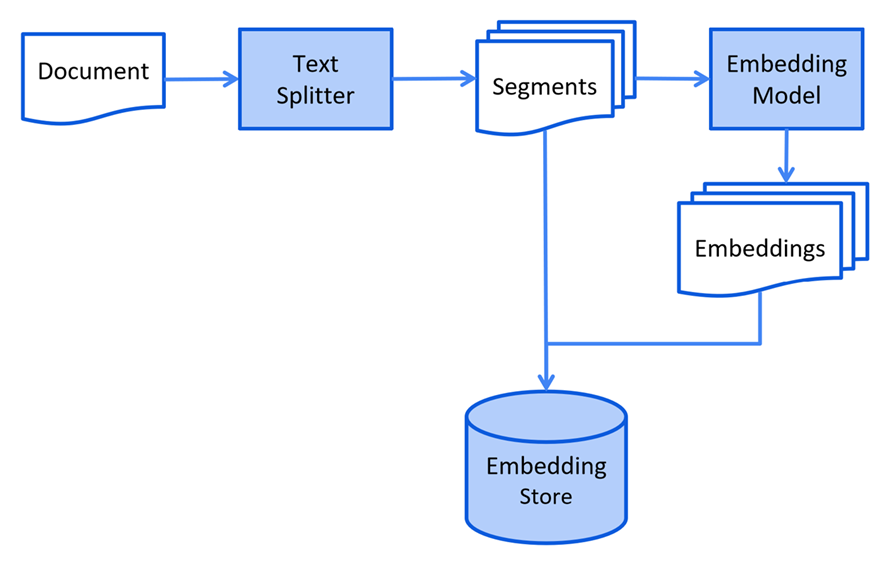 Document
Text
Splitter
Segments
Embedding
Model
Embeddings
Embedding
Store